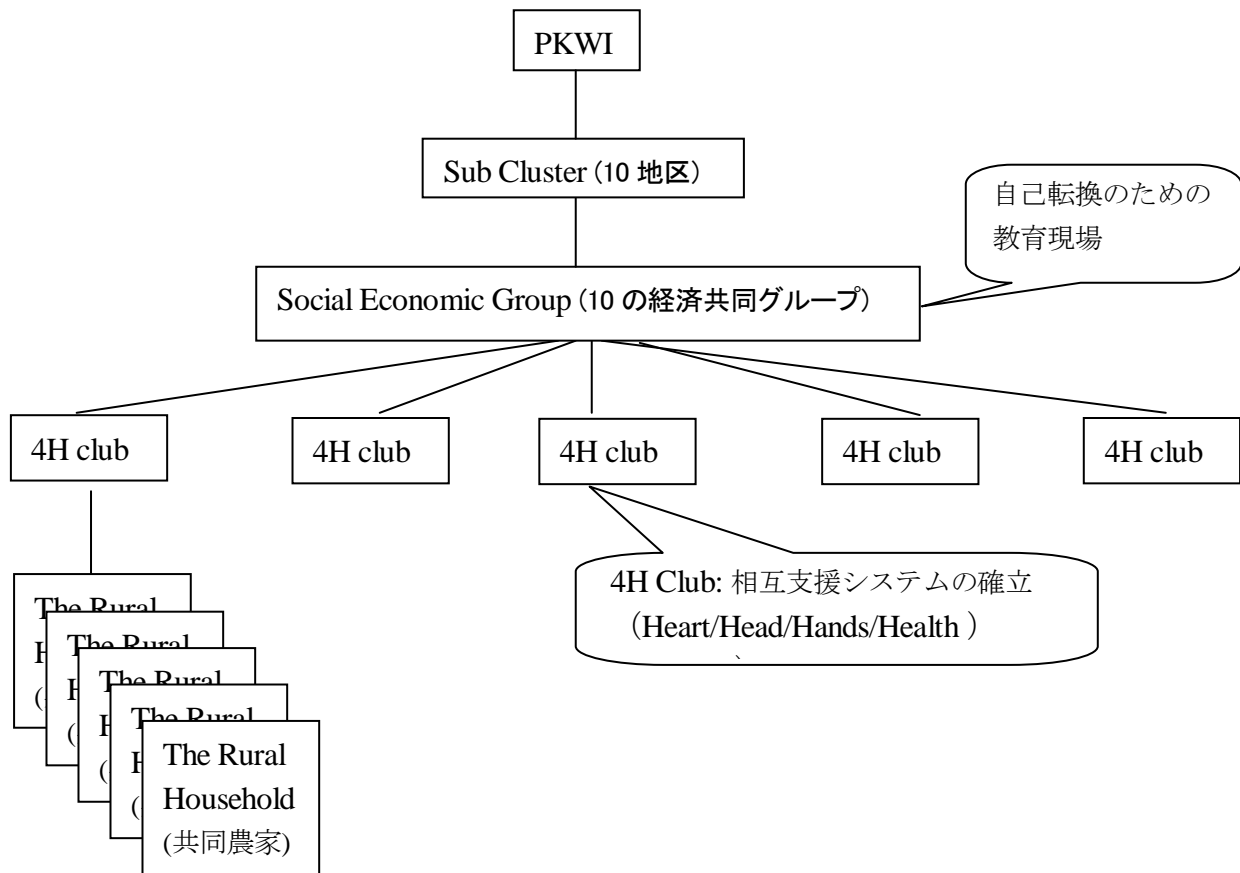 PKWI
Sub Cluster (10 地区)
自己転換のための
教育現場
Social Economic Group (10 の経済共同グループ)
4H club
4H club
4H club
4H club
4H club
4H Club: 相互支援システムの確立
（Heart/Head/Hands/Health ）
、
The Rural
H
(
The Rural
H
(
The Rural
H
(
The Rural
H
(
The Rural
Household
(共同農家)